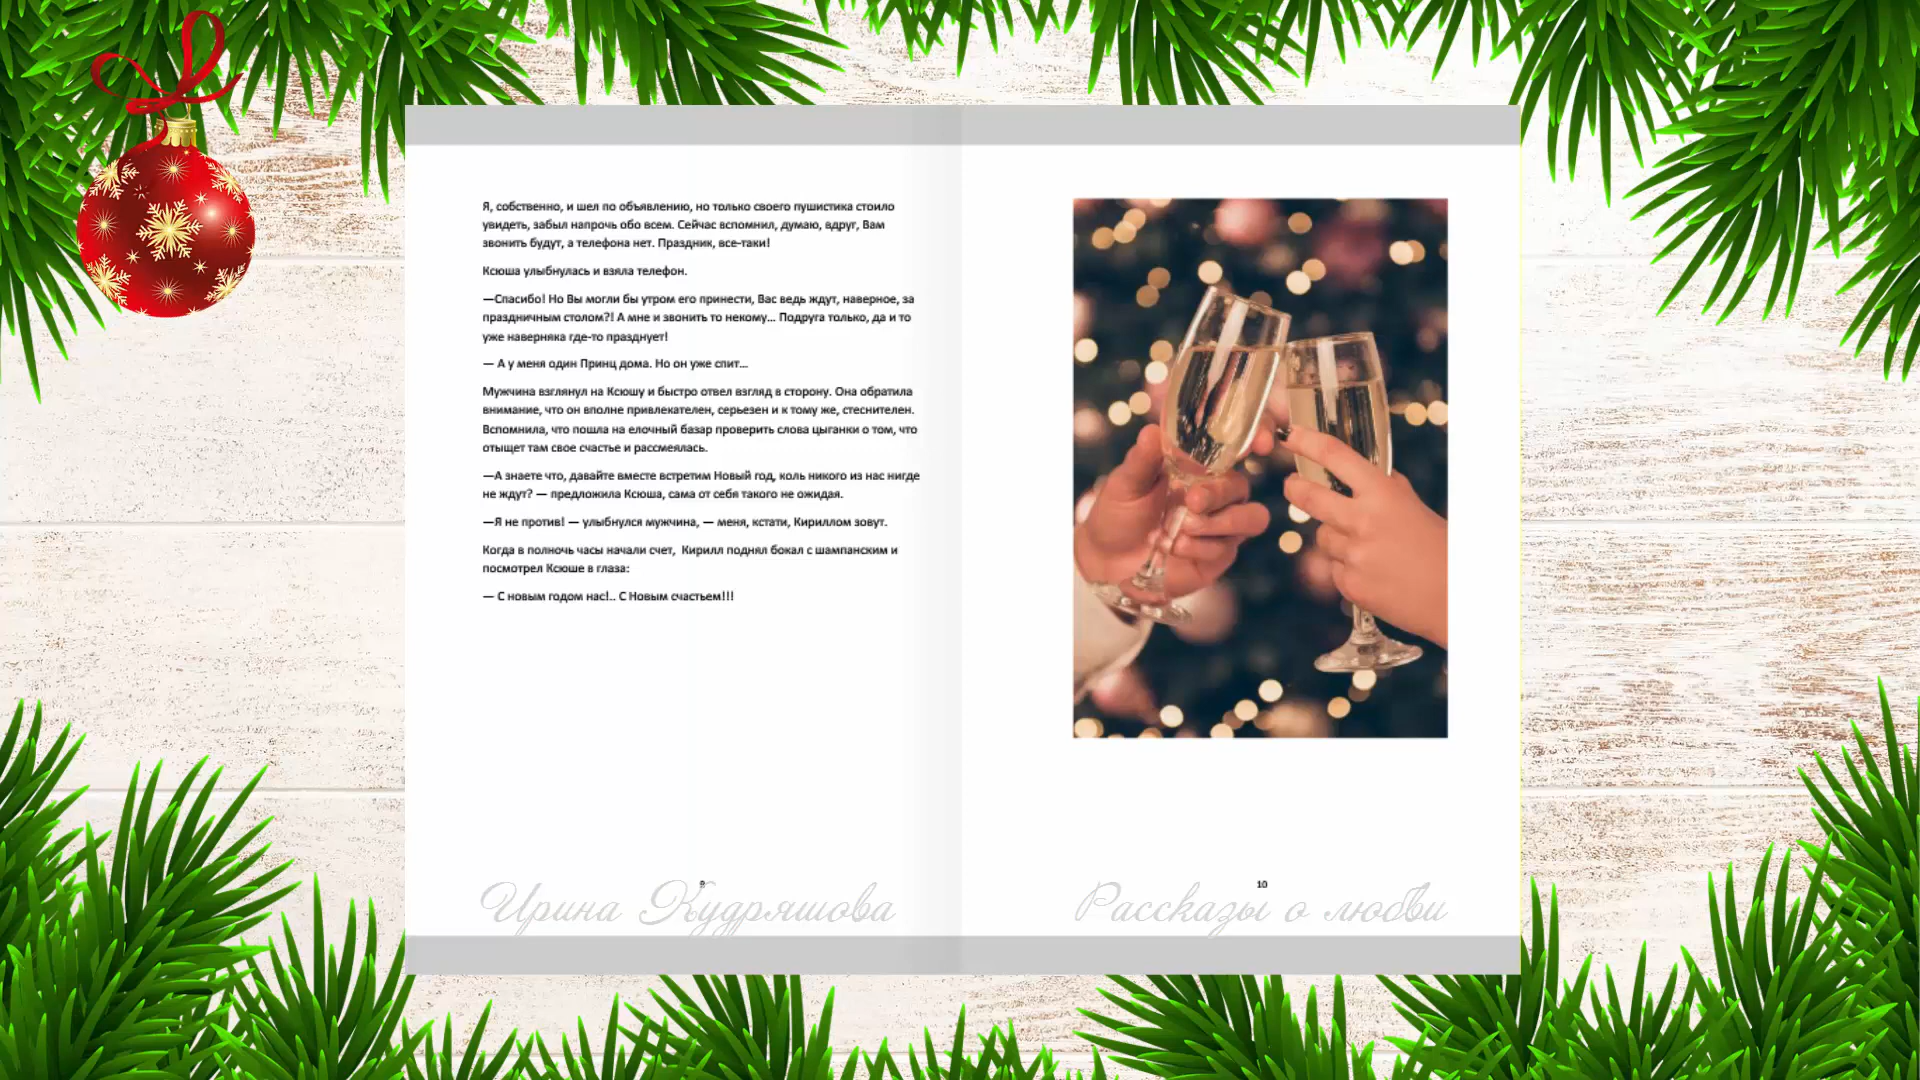 Я, собственно, и шел по объявлению, но только своего пушистика стоило
увидеть, забыл напрочь обо всем. Сейчас вспомнил, думаю, вдруг, Вам
звонить будут, а телефона нет. Праздник, все-таки!
Ксюша улыбнулась и взяла телефон.
—Спасибо! Но Вы могли бы утром его принести, Вас ведь ждут, наверное, за
праздничным столом?! А мне и звонить то некому... Подруга только, да и то
уже наверняка где-то празднует!
— А у меня один Принц дома. Но он уже спит...
Мужчина взглянул на Ксюшу и быстро отвел взгляд в сторону. Она обратила
внимание, что он вполне привлекателен, серьезен и к тому же, стеснителен.
Вспомнила, что пошла на елочный базар проверить слова цыганки о том, что
отыщет там свое счастье и рассмеялась.
—А знаете что, давайте вместе встретим Новый год, коль никого из нас нигде
не ждут? — предложила Ксюша, сама от себя такого не ожидая.
—Я не против! — улыбнулся мужчина, — меня, кстати, Кириллом зовут.
Когда в полночь часы начали счет, Кирилл поднял бокал с шампанским и
посмотрел Ксюше в глаза:
— С новым годом нас!.. С Новым счастьем!!!
9
Ирина Кудряшова
10
Рассказы о любви